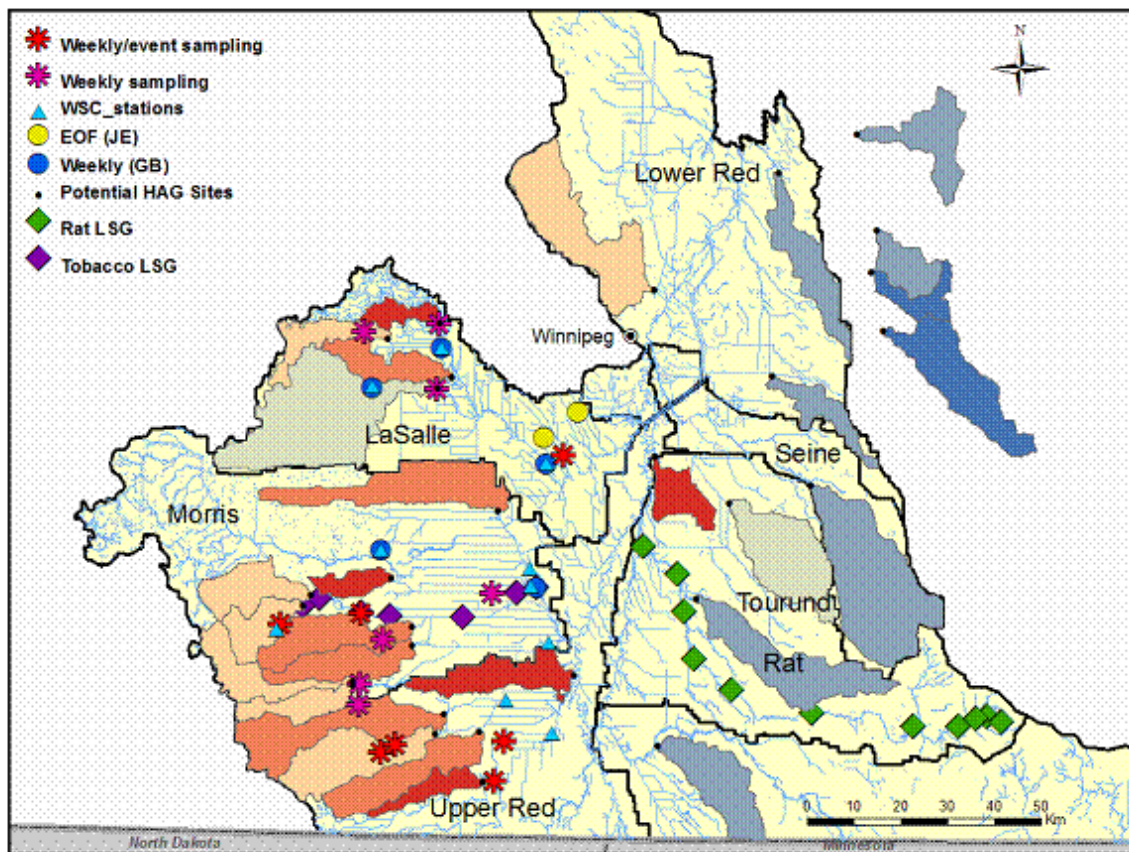 Weekly/event sampling
Weekly sampling
WSC_stations
EOF (JE)
Weekly (GB)
Potential HAG Sites
Rat LSG
Tobacco LSG
N
Lower Red
Winnipeg
LaSalle
Seine
Morris
Tourund
Rat
Upper Red
0 10 20 30 40 50
Km
North Dakota
Minnesota